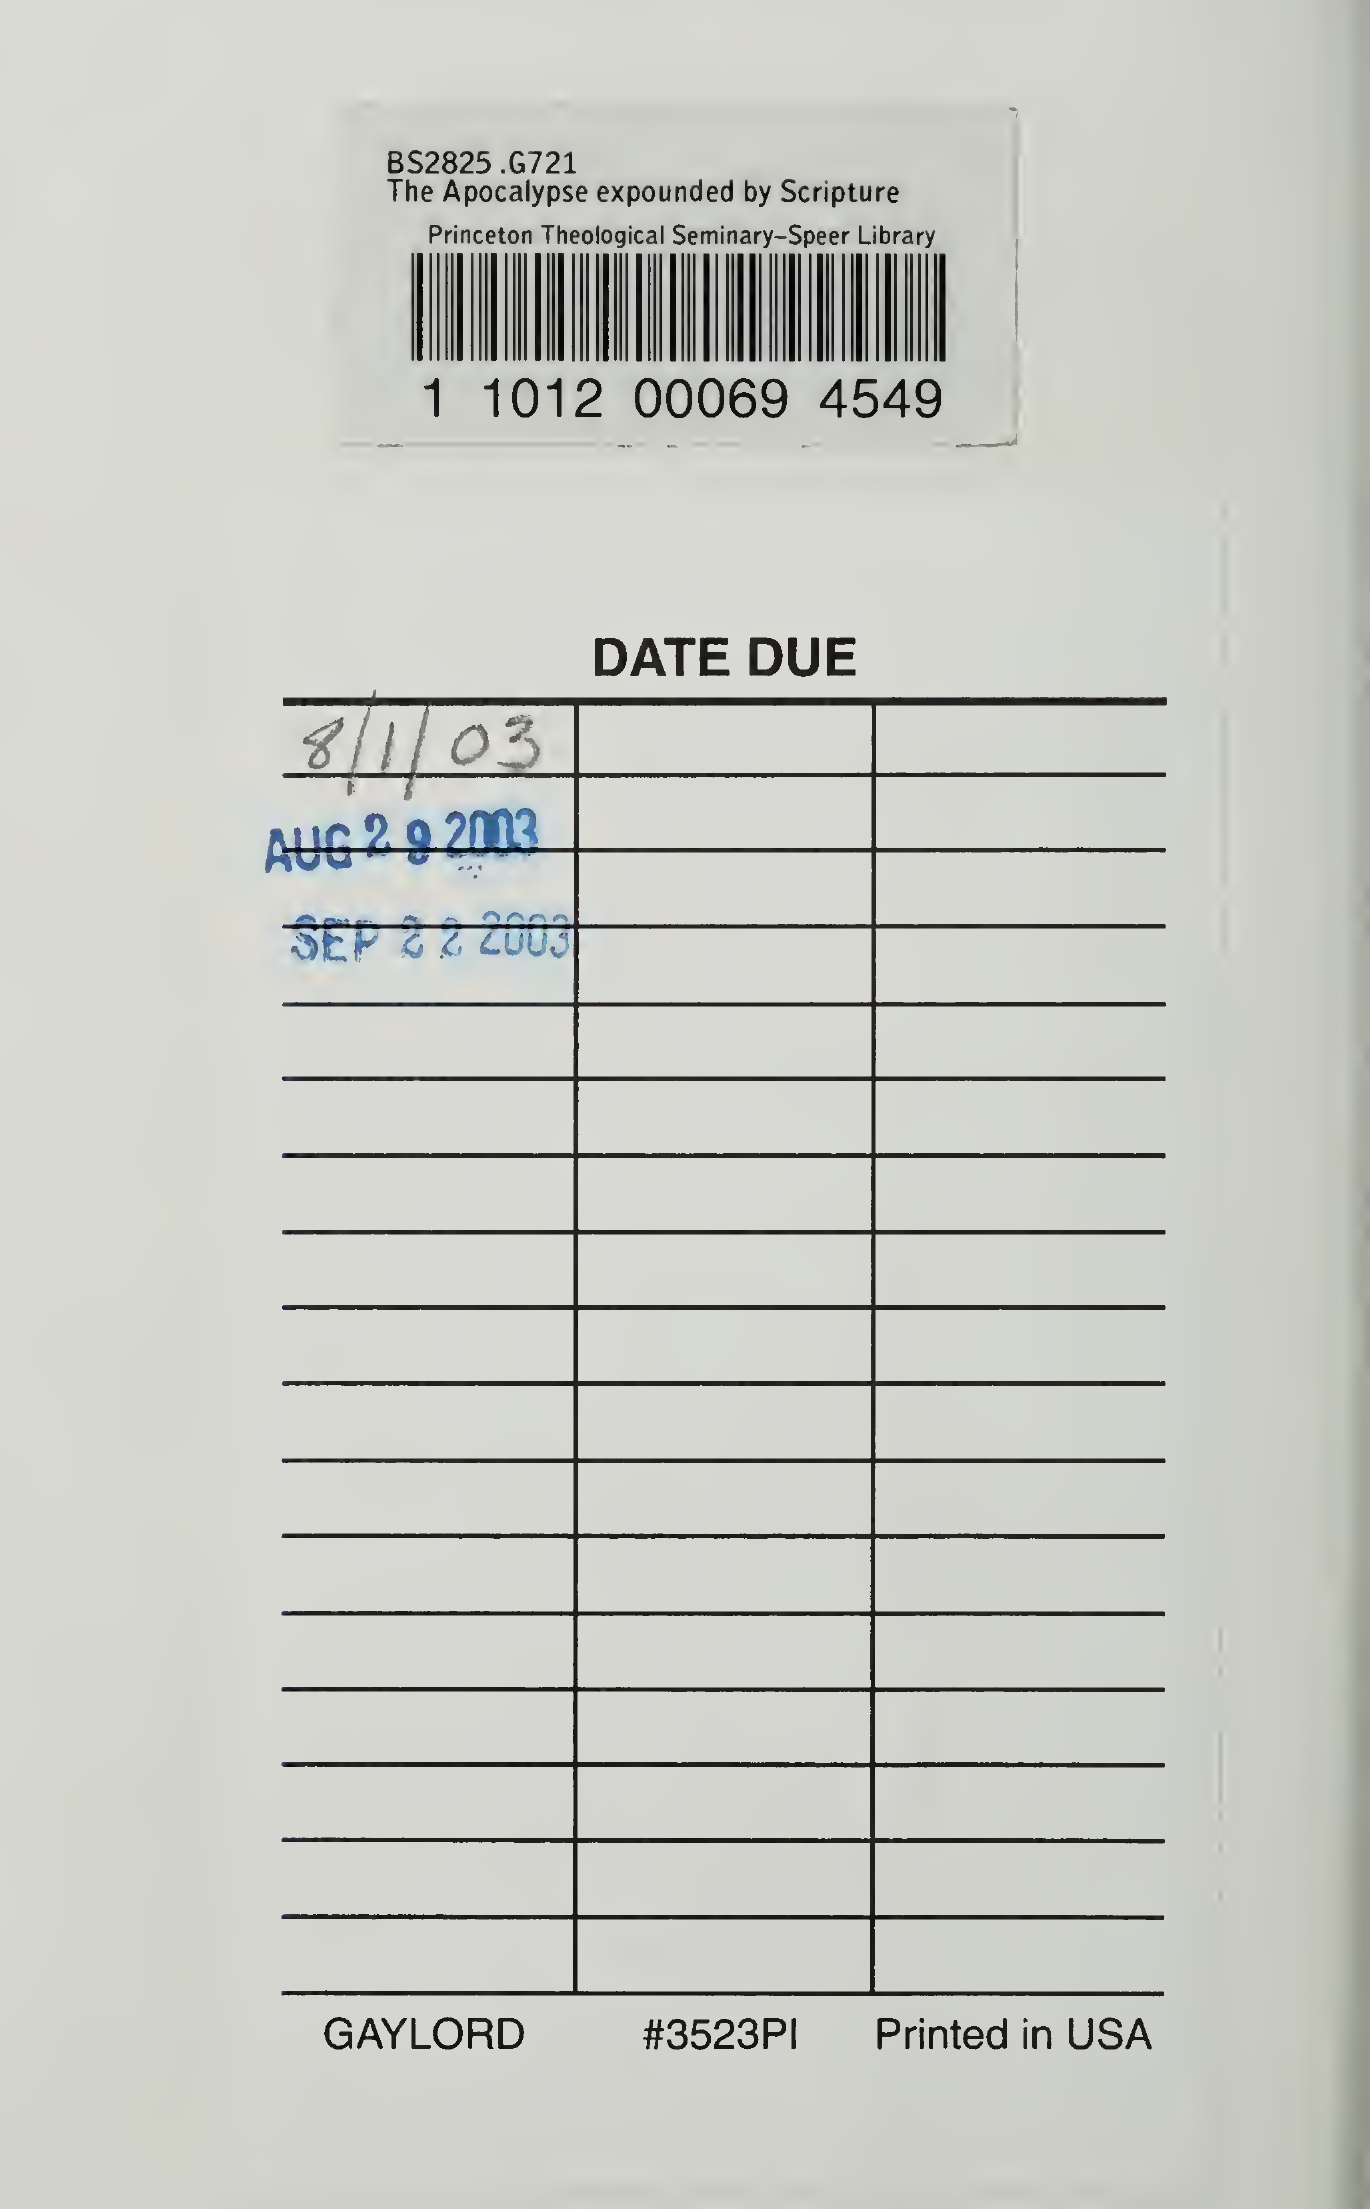 BS2825 .G721
The Apocalypse expounded by Scripture
Princeton Theological Seminary–Speer Library
1 1012 00069 4549
DATE DUE
8/1/03
AUG 29 2003
SEP 22 2003
GAYLORD #3523PI Printed in USA